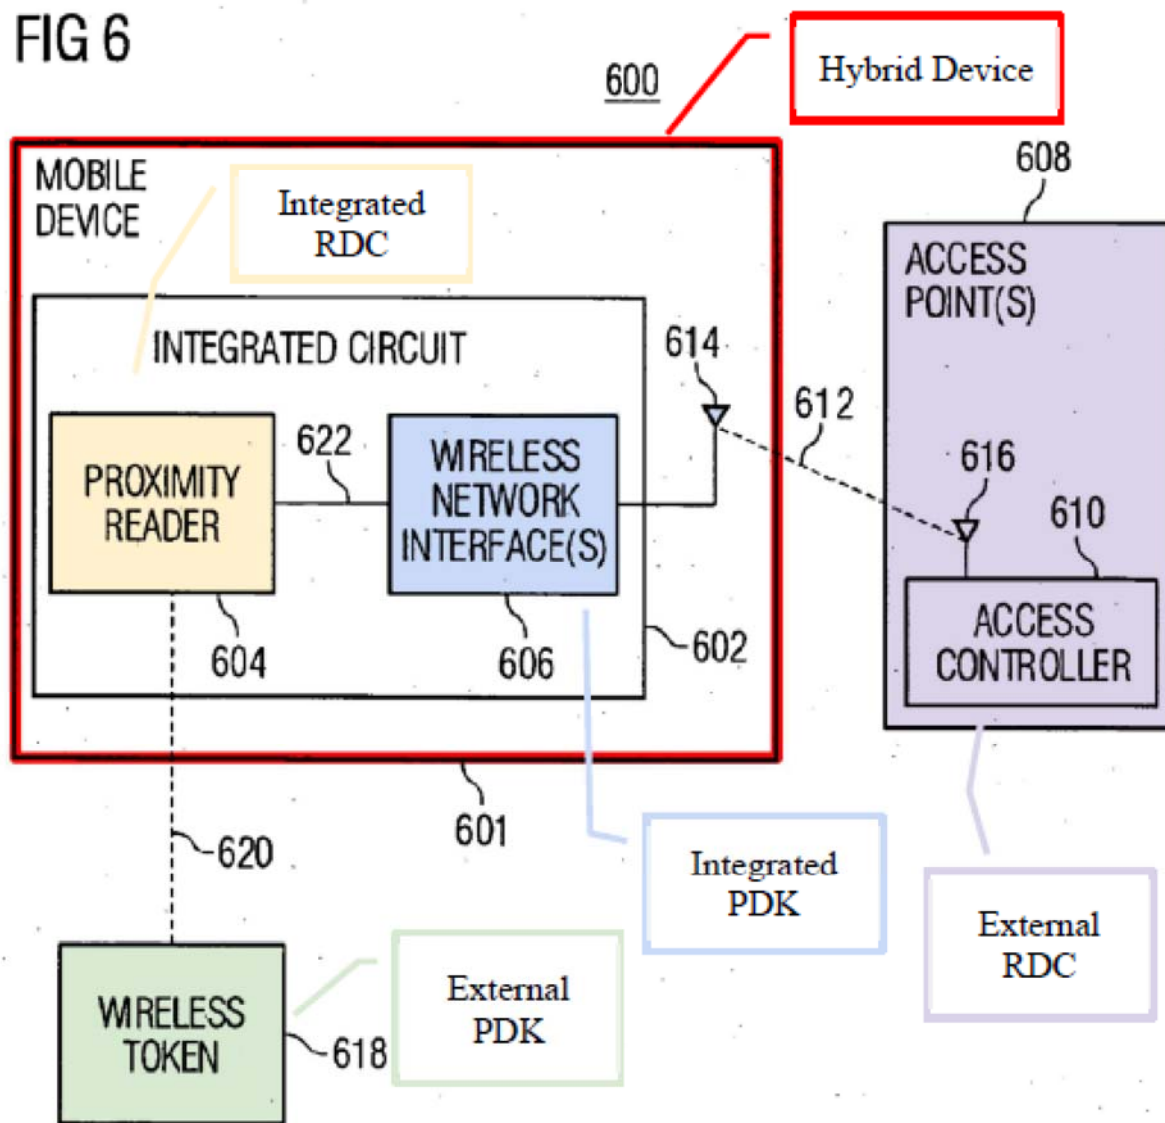 FIG 6
600
Hybrid Device
MOBILE
DEVICE
Integrated
RDC
608
ACCESS
POINT(S)
INTEGRATED CIRCUIT
614
612
622
PROXIMITY
READER
WIRELESS
NETWORK
INTERFACE(S)
616
610
ACCESS
CONTROLLER
604
606
602
601
620
Integrated
PDK
External
RDC
WIRELESS
TOKEN
618
External
PDK